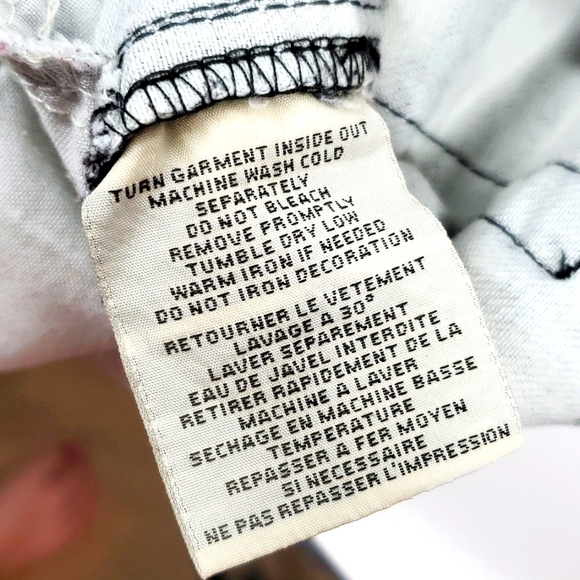 TURN GARMENT INSIDE OUT
MACHINE WASH COLD
SEPARATELY
DO NOT BLEACH
REMOVE PROMPTLY
TUMBLE DRY LOW
WARM IRON IF NEEDED
DO NOT IRON DECORATION
RETOURNER LE VETEMENT
LAVAGE A 30°
LAVER SEPAREMENT
EAU DE JAVEL INTERDITE
RETIRER RAPIDEMENT DE LA
MACHINE A LAVER
SECHAGE EN MACHINE BASSE
TEMPERATURE
REPASSER A FER MOYEN
SI NECESSAIRE
NE PAS REPASSER L'IMPRESSION